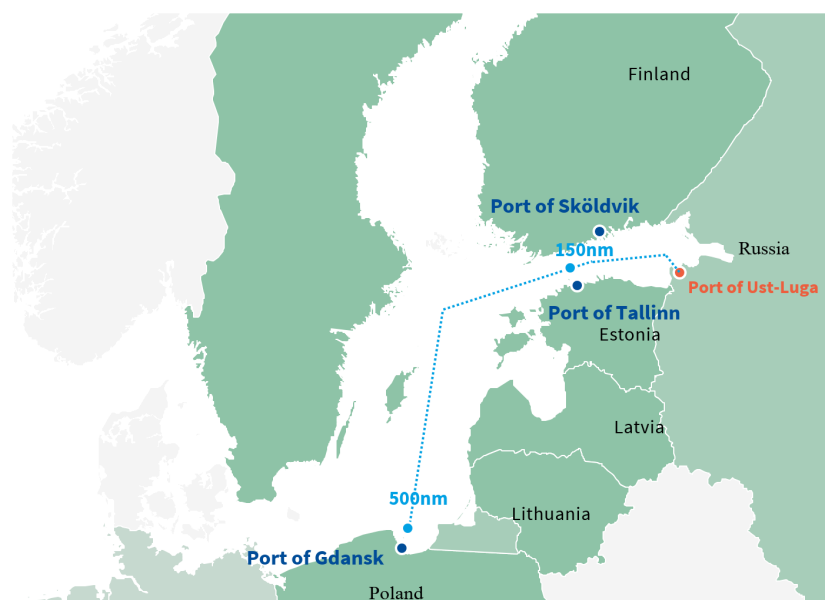 Finland
Port of Sköldvik
150nm
Russia
Port of Ust-Luga
Port of Tallinn
Estonia
Latvia
500nm
Lithuania
Port of Gdansk
Poland